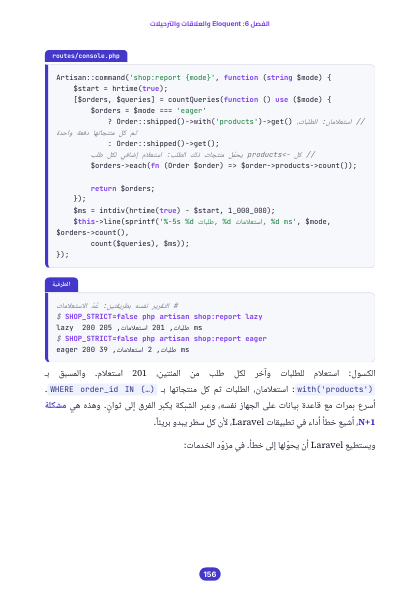 الفصل 6: Eloquent والعلاقات والترحيلات
routes/console.php
Artisan::command('shop:report {mode}', function (string $mode) {
$start = hrtime(true);
[$orders, $queries] = countQueries(function () use ($mode) {
$orders = $mode === 'eager'
? Order::shipped()->with('products')->get() // استعلامان: الطلبات،
ثم كل منتجاتها دفعة واحدة
: Order::shipped()->get();
// كل ->products يحمّل منتجات ذلك الطلب: استعلام إضافي لكل طلب
$orders->each(fn (Order $order) => $order->products->count());
return $orders;
});
$ms = intdiv(hrtime(true) - $start, 1_000_000);
$this->line(sprintf('%-5s %d طلبات, %d استعلامات, %d ms', $mode,
$orders->count(),
count($queries), $ms));
});
الطرفية
# التقرير نفسه بطريقتين: عُدّ الاستعلامات
$ SHOP_STRICT=false php artisan shop:report lazy
lazy 200 طلبات, 201 استعلامات, 205 ms
$ SHOP_STRICT=false php artisan shop:report eager
eager 200 طلبات, 2 استعلامات, 39 ms
الكسول: استعلام للطلبات وآخر لكل طلب من المئتين، 201 استعلام. والمسبق بـ
with('products'): استعلامان، الطلبات ثم كل منتجاتها بـ WHERE order_id IN (…).
أسرع بمرات مع قاعدة بيانات على الجهاز نفسه، وعبر الشبكة يكبر الفرق إلى ثوانٍ. وهذه هي مشكلة
N+1، أشيع خطأ أداء في تطبيقات Laravel، لأن كل سطر يبدو بريئاً.
ويستطيع Laravel أن يحوّلها إلى خطأ. في مزوّد الخدمات:
156